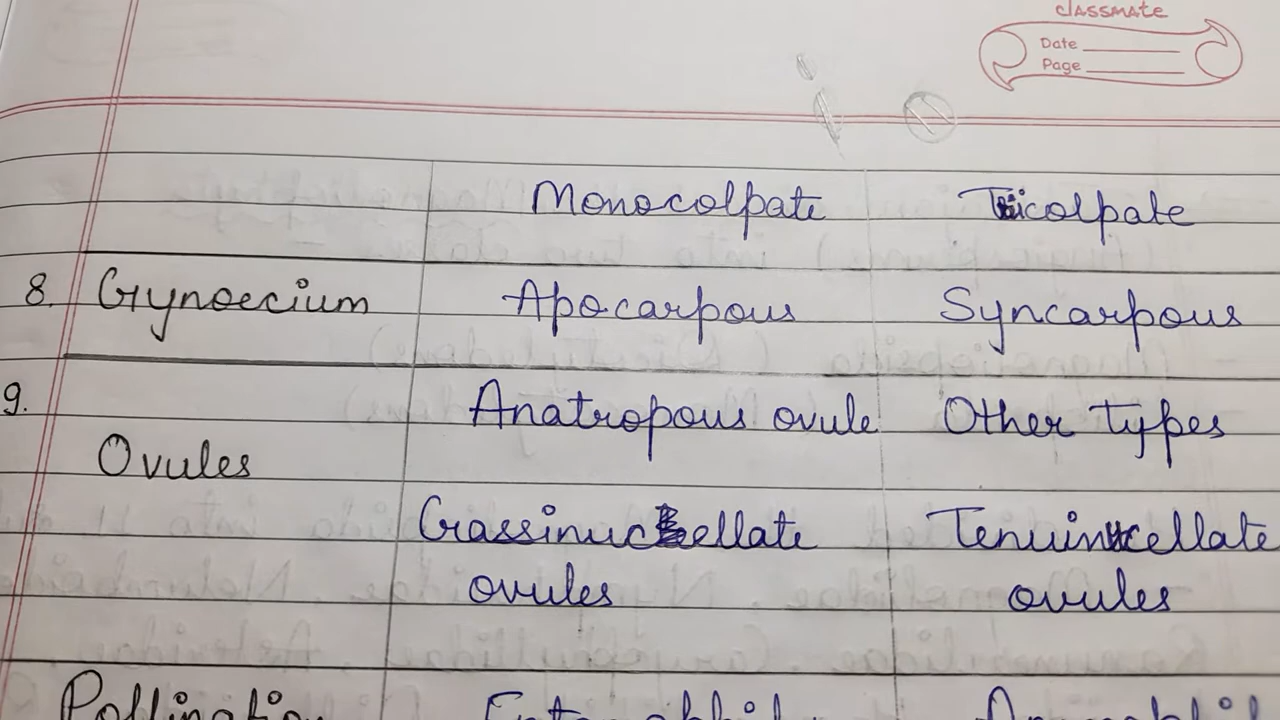 classmate
Date
Page
Monocolpate Tricolpate
8. Gynoecium Apocarpous Syncarpous
9. Anatropous ovule Other types
Ovules
Crassinucellate Tenuinucellate
ovules ovules
Pollination